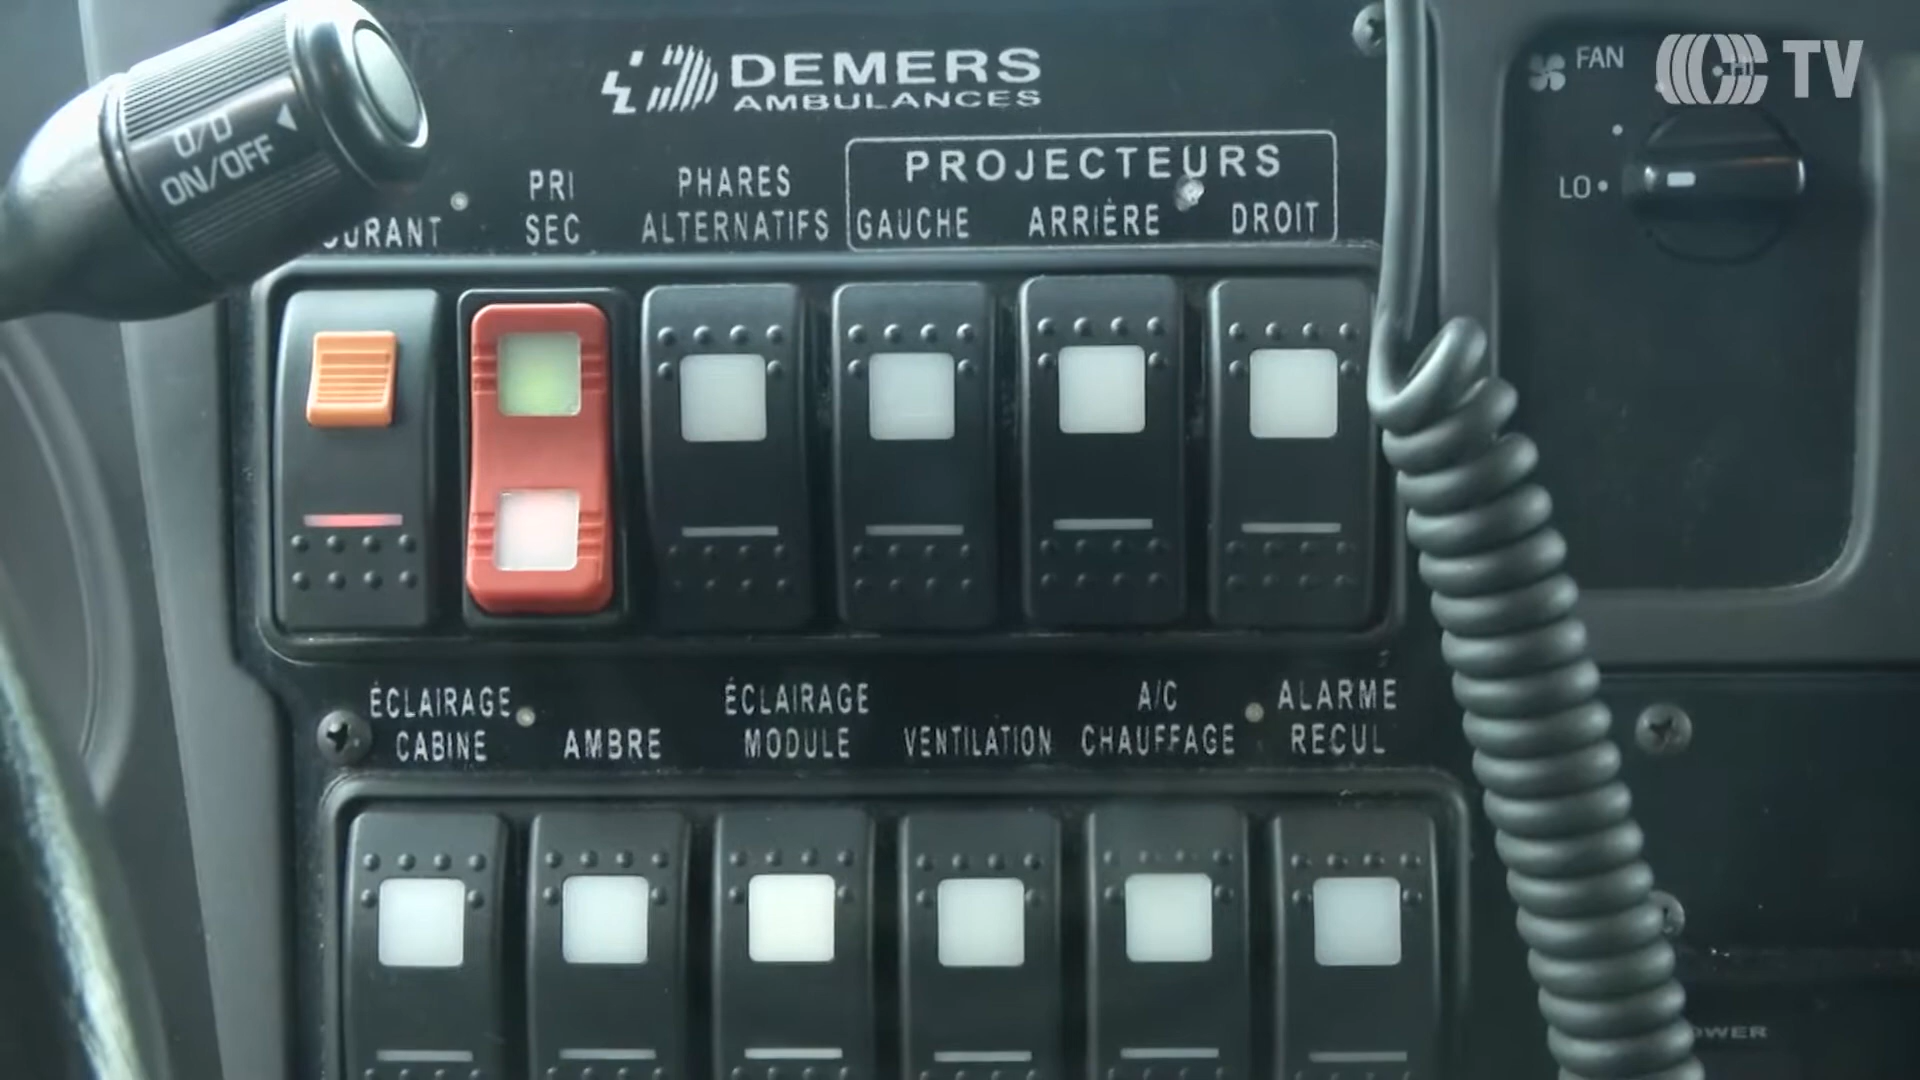 DEMERS
AMBULANCES
FAN
TV
HI
LO
O/D
ON/OFF
PRI
SEC
PHARES
ALTERNATIFS
PROJECTEURS
GAUCHE
ARRIÈRE
DROIT
ÉCLAIRAGE
CABINE
AMBRE
ÉCLAIRAGE
MODULE
VENTILATION
A/C
CHAUFFAGE
ALARME
RECUL